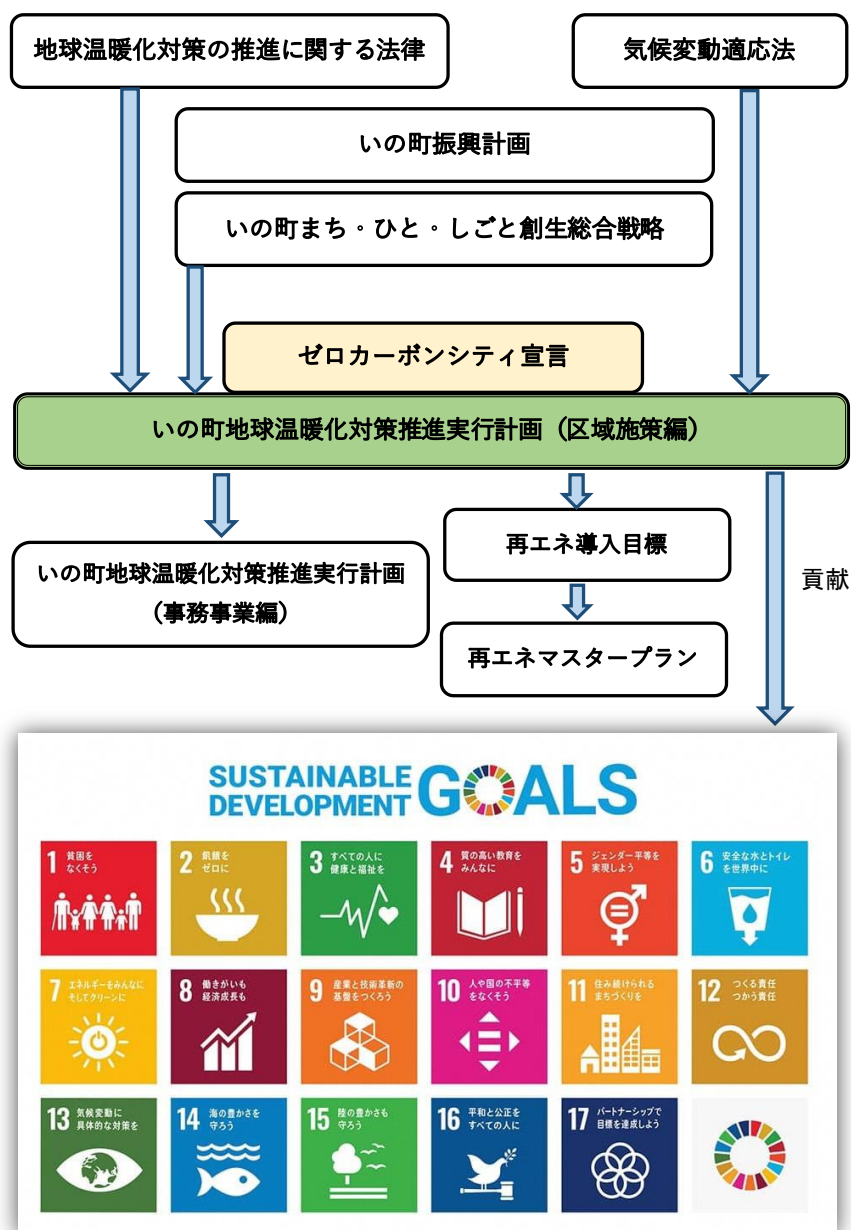 地球温暖化対策の推進に関する法律
気候変動適応法
いの町振興計画
いの町まち・ひと・しごと創生総合戦略
ゼロカーボンシティ宣言
いの町地球温暖化対策推進実行計画（区域施策編）
いの町地球温暖化対策推進実行計画
（事務事業編）
再エネ導入目標
貢献
再エネマスタープラン
SUSTAINABLE
DEVELOPMENT
GOALS
1 貧困を
なくそう
2 飢餓を
ゼロに
3 すべての人に
健康と福祉を
4 質の高い教育を
みんなに
5 ジェンダー平等を
実現しよう
6 安全な水とトイレ
を世界中に
7 エネルギーをみんなに
そしてクリーンに
8 働きがいも
経済成長も
9 産業と技術革新の
基盤をつくろう
10 人や国の不平等
をなくそう
11 住み続けられる
まちづくりを
12 つくる責任
つかう責任
13 気候変動に
具体的な対策を
14 海の豊かさを
守ろう
15 陸の豊かさも
守ろう
16 平和と公正を
すべての人に
17 パートナーシップで
目標を達成しよう